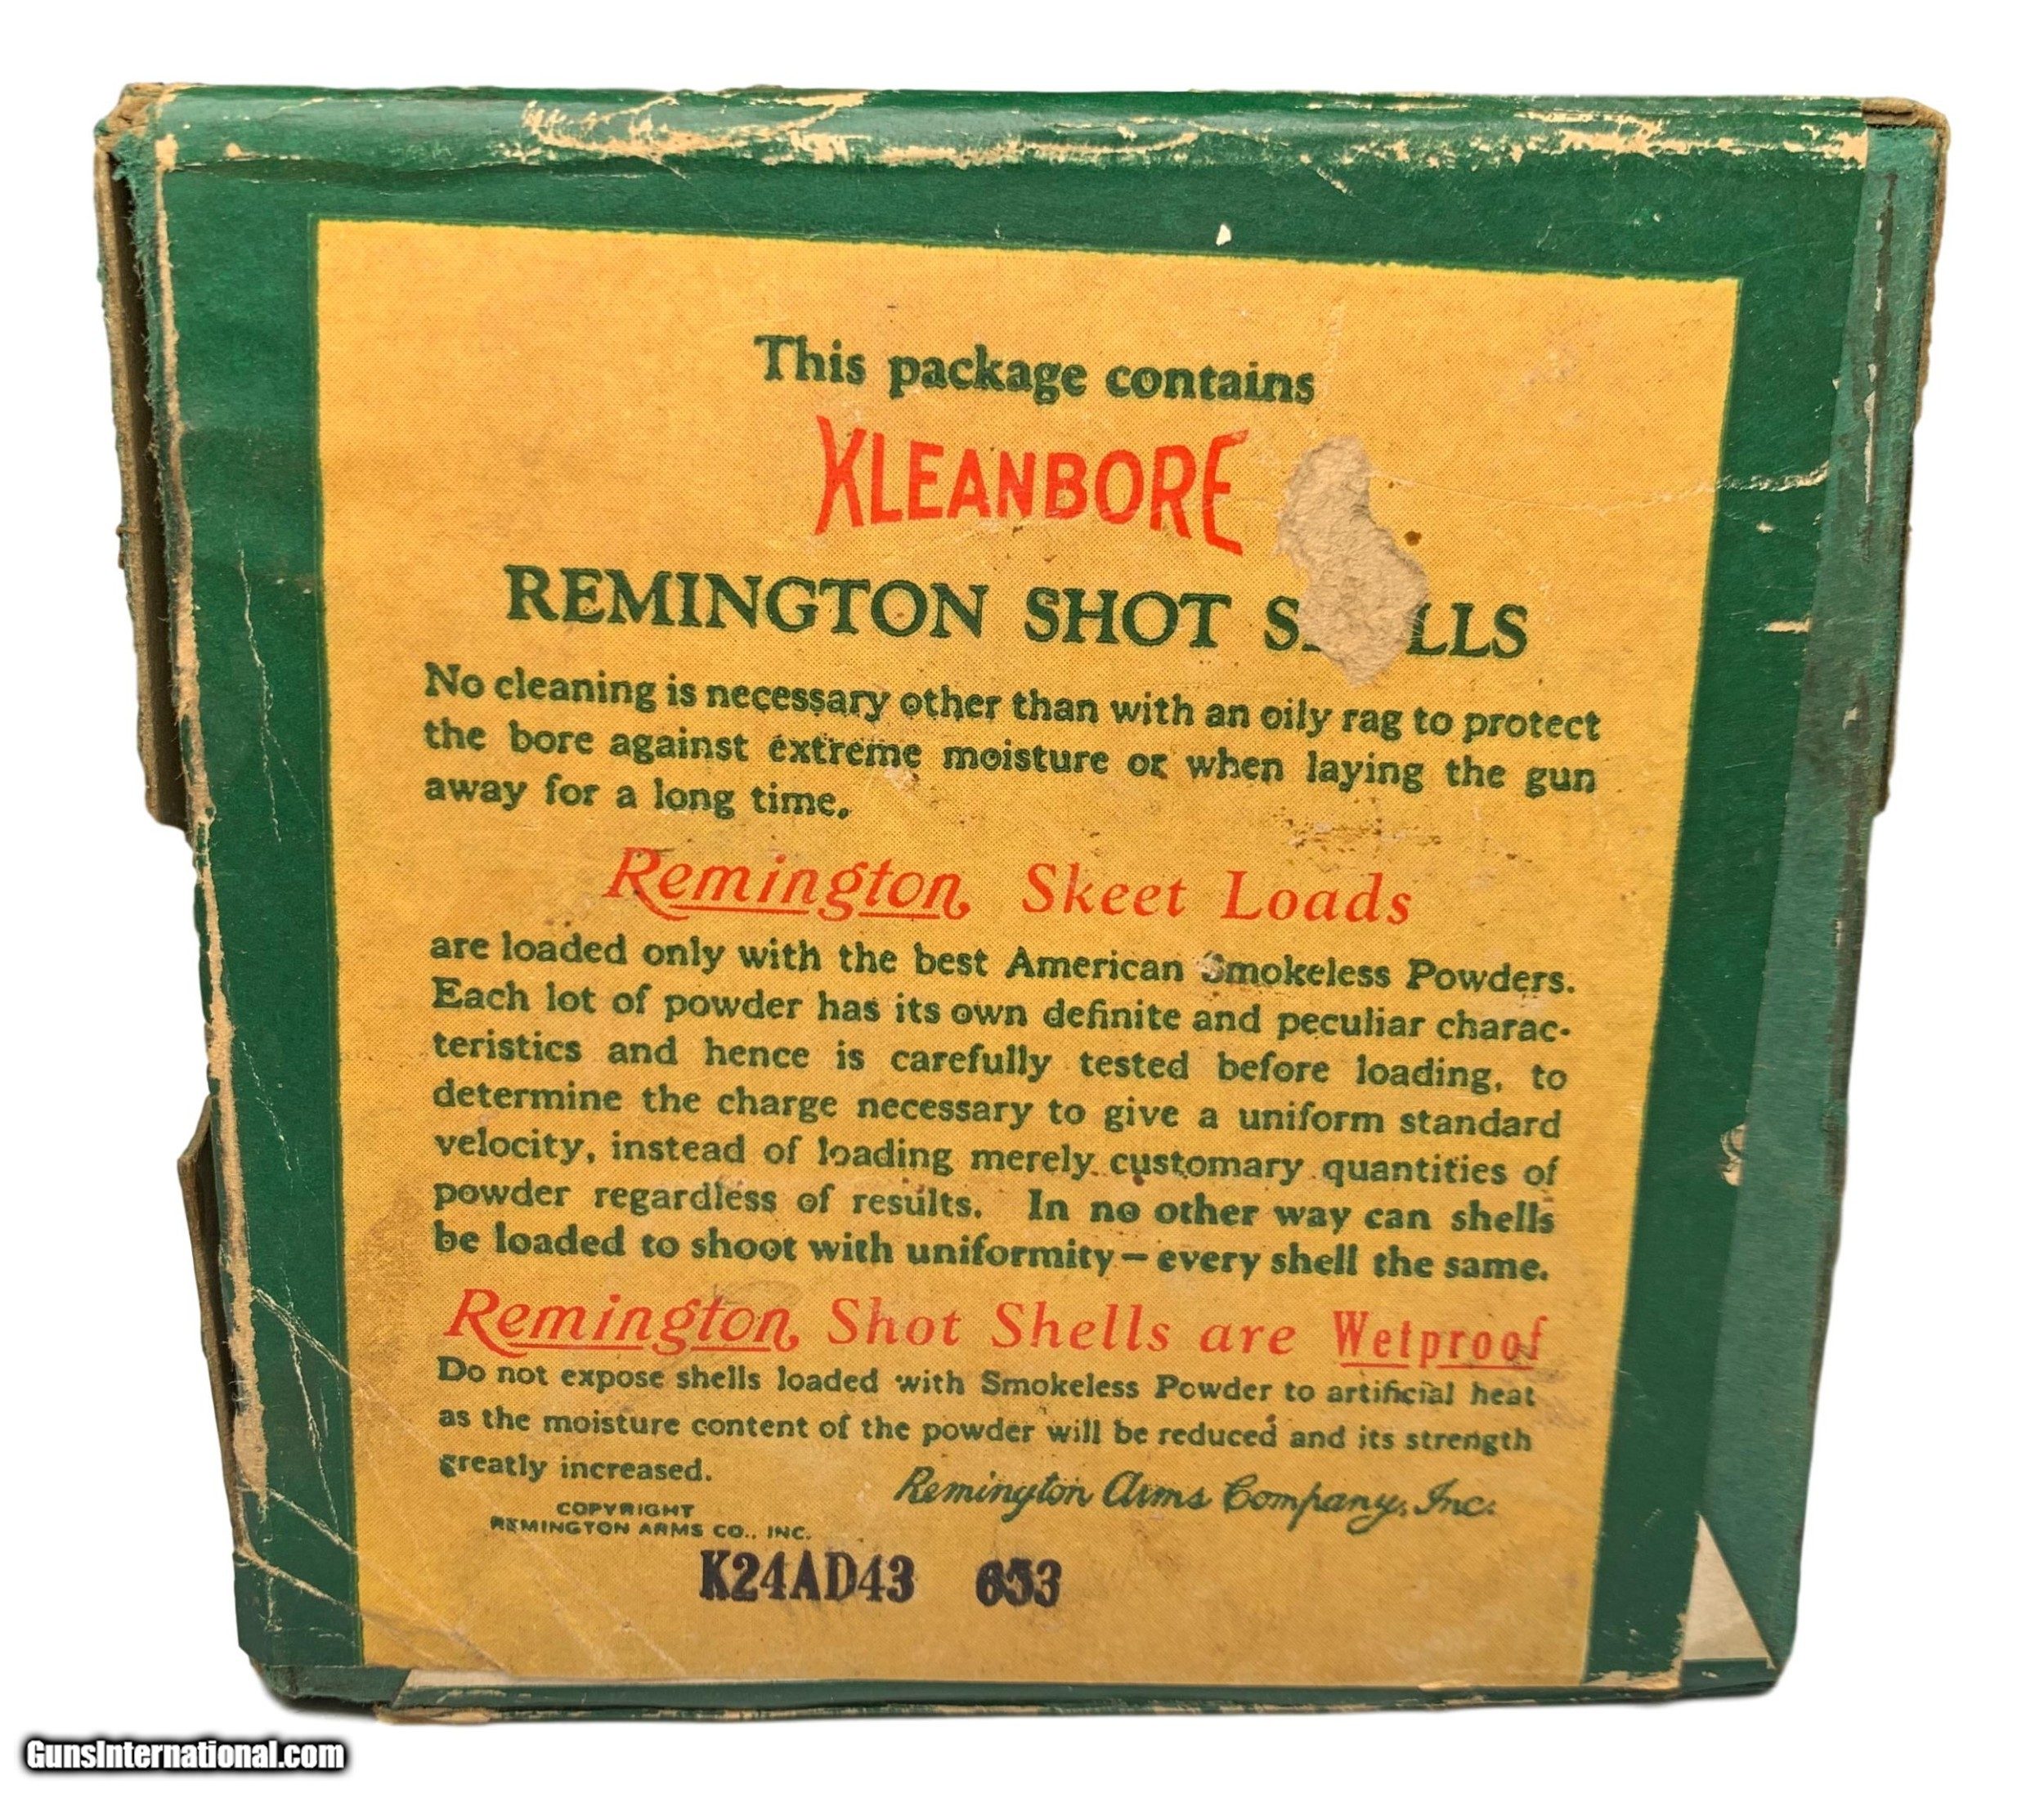 This package contains
KLEANBORE
REMINGTON SHOT S LLS
No cleaning is necessary other than with an oily rag to protect
the bore against extreme moisture or when laying the gun
away for a long time.
Remington Skeet Loads
are loaded only with the best American Smokeless Powders.
Each lot of powder has its own definite and peculiar charac-
teristics and hence is carefully tested before loading, to
determine the charge necessary to give a uniform standard
velocity, instead of loading merely customary quantities of
powder regardless of results. In no other way can shells
be loaded to shoot with uniformity—every shell the same.
Remington Shot Shells are Wetproof
Do not expose shells loaded with Smokeless Powder to artificial heat
as the moisture content of the powder will be reduced and its strength
greatly increased.
Remington Arms Company, Inc.
COPYRIGHT
REMINGTON ARMS CO., INC.
K24AD43
GunsInternational.com